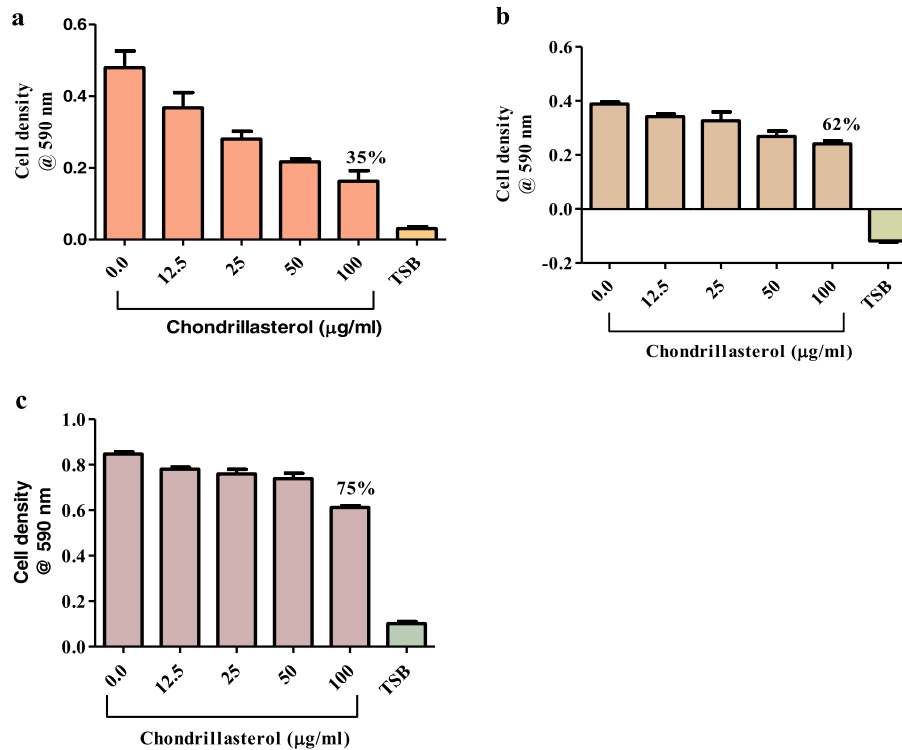 a
0.6
0.4
0.2
0.0
Cell density
@ 590 nm
35%
0.0
12.5
25
50
100
TSB
Chondrillasterol (µg/ml)
b
0.6
0.4
0.2
0.0
-0.2
Cell density
@ 590 nm
62%
0.0
12.5
25
50
100
TSB
Chondrillasterol (µg/ml)
c
1.0
0.8
0.6
0.4
0.2
0.0
Cell density
@ 590 nm
75%
0.0
12.5
25
50
100
TSB
Chondrillasterol (µg/ml)